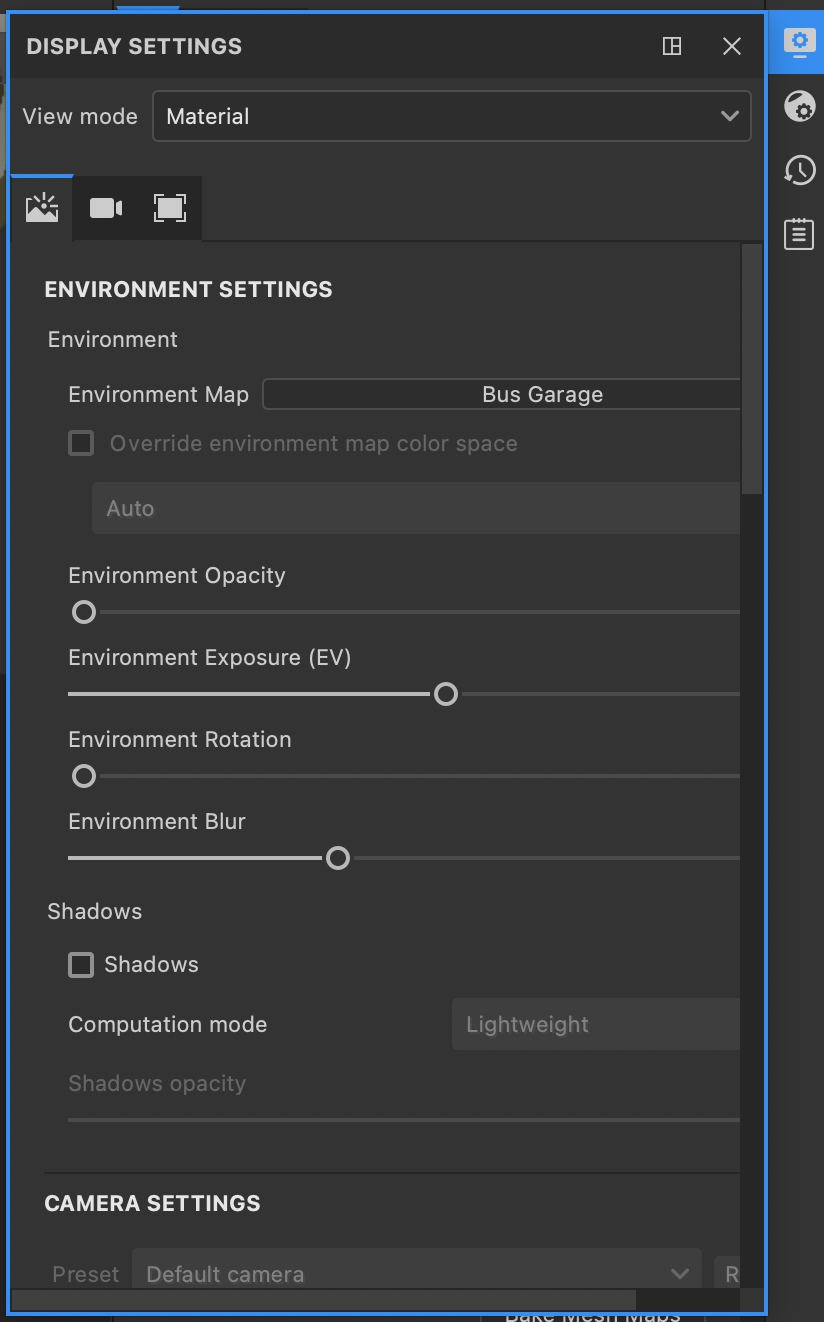 DISPLAY SETTINGS
View mode Material
ENVIRONMENT SETTINGS
Environment
Environment Map Bus Garage
Override environment map color space
Auto
Environment Opacity
Environment Exposure (EV)
Environment Rotation
Environment Blur
Shadows
Shadows
Computation mode Lightweight
Shadows opacity
CAMERA SETTINGS
Preset Default camera R
Bake Mesh Maps